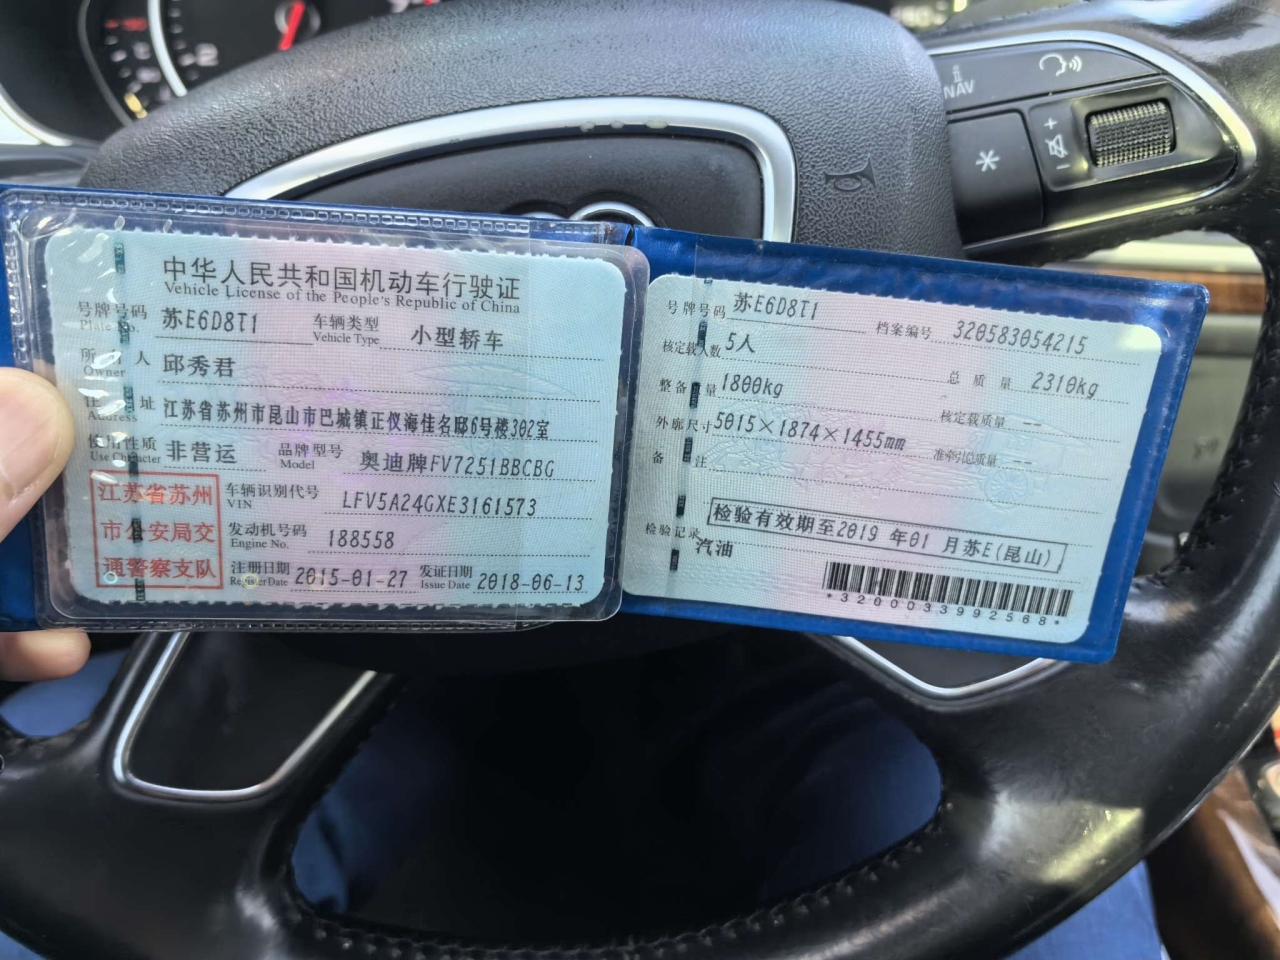 中华人民共和国机动车行驶证
Vehicle License of the People's Republic of China
号牌号码 苏E6D8T1 车辆类型 小型轿车
Plate No. Vehicle Type
所有人 邱秀君
Owner
住址 江苏省苏州市昆山市巴城镇正仪海佳名邸6号楼302室
Address
使用性质 非营运 品牌型号 奥迪牌FV7251BBCBG
Use Character Model
江苏省苏州
市公安局交
通警察支队
车辆识别代号 LFV5A24GXE3161573
VIN
发动机号码 188558
Engine No.
注册日期 2015-01-27 发证日期 2018-06-13
Register Date Issue Date
号牌号码 苏E6D8T1 档案编号 320583054215
核定载人数 5人 总质量 2310kg
整备质量 1800kg 核定载质量 --
外廓尺寸 5015×1874×1455mm 准牵引总质量 --
备注
检验有效期至2019年01月苏E(昆山)
检验记录
汽油
*3200033992568*
NAV
*
+
-